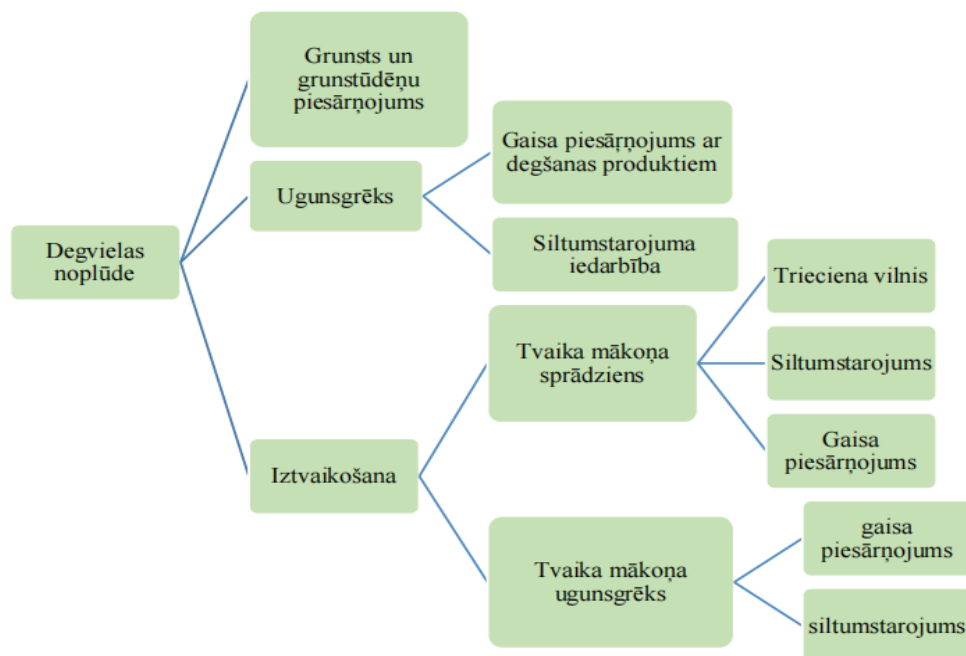 Grunsts un
grunstūdēņu
piesārņojums
Gaisa piesārņojums ar
degšanas produktiem
Ugunsgrēks
Degvielas
noplūde
Siltumstarojuma
iedarbība
Trieciena vilnis
Tvaika mākoņa
sprādziens
Siltumstarojums
Gaisa
piesārņojums
Iztvaikošana
gaisa
piesārņojums
Tvaika mākoņa
ugunsgrēks
siltumstarojums